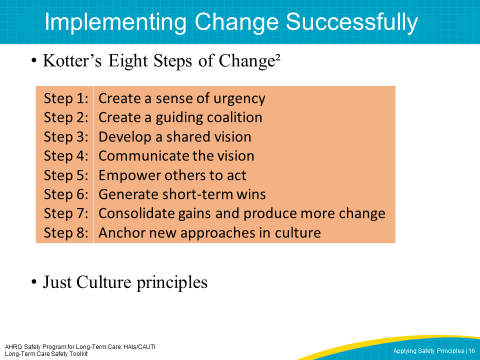 Implementing Change Successfully
• Kotter’s Eight Steps of Change²
Step 1: Create a sense of urgency
Step 2: Create a guiding coalition
Step 3: Develop a shared vision
Step 4: Communicate the vision
Step 5: Empower others to act
Step 6: Generate short-term wins
Step 7: Consolidate gains and produce more change
Step 8: Anchor new approaches in culture
• Just Culture principles
AHRQ Safety Program for Long-Term Care: HAIs/CAUTI
Long-Term Care Safety Toolkit
Applying Safety Principles | 16